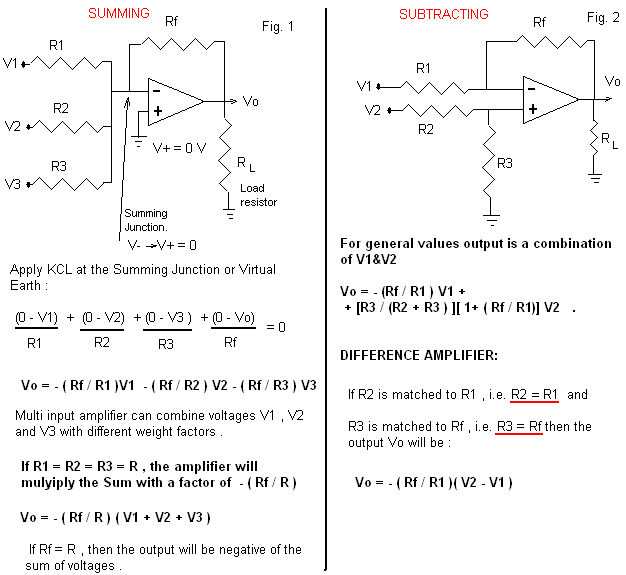 SUMMING
Fig. 1
Rf
R1
V1
R2
V2
R3
V3
-
+
Vo
V+ = 0 V
R L
Load
resistor
Summing
Junction.
V- → V+ = 0
Apply KCL at the Summing Junction or Virtual
Earth :
(0 - V1) + (0 - V2) + (0 - V3 ) + (0 - Vo) = 0
R1 R2 R3 Rf
Vo = - ( Rf / R1 )V1 - ( Rf / R2 ) V2 - ( Rf / R3 ) V3
Multi input amplifier can combine voltages V1 , V2
and V3 with different weight factors .
If R1 = R2 = R3 = R , the amplifier will
mulyiply the Sum with a factor of - ( Rf / R )
Vo = - ( Rf / R ) ( V1 + V2 + V3 )
If Rf = R , then the output will be negative of the
sum of voltages .
SUBTRACTING
Fig. 2
Rf
R1
V1
V2
R2
-
+
Vo
R3
R L
For general values output is a combination
of V1&V2
Vo = - (Rf / R1 ) V1 +
+ [R3 / (R2 + R3 ) ][ 1+ ( Rf / R1)] V2 .
DIFFERENCE AMPLIFIER:
If R2 is matched to R1 , i.e. R2 = R1 and
R3 is matched to Rf , i.e. R3 = Rf then the
output Vo will be :
Vo = - ( Rf / R1 )( V2 - V1 )